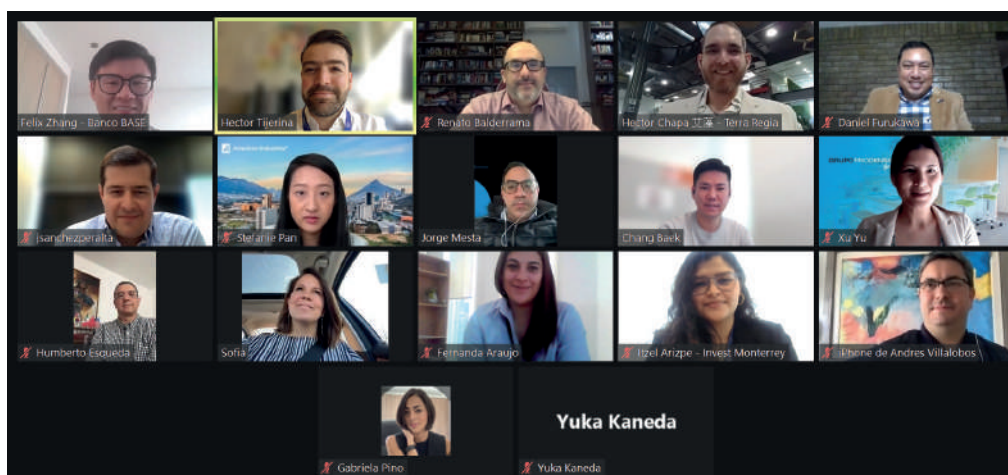 Felix Zhang - Banco BASE
Hector Tijerina
Renato Balderrama
Hector Chapa 艾澤 - Terra Regia
Daniel Furukawa
jsanchezperalta
Stefanie Pan
Jorge Mesta
Chang Baek
Xu Yu
Humberto Esqueda
Sofia
Fernanda Araujo
Itzel Arizpe - Invest Monterrey
iPhone de Andres Villalobos
Gabriela Pino
Yuka Kaneda
Yuka Kaneda